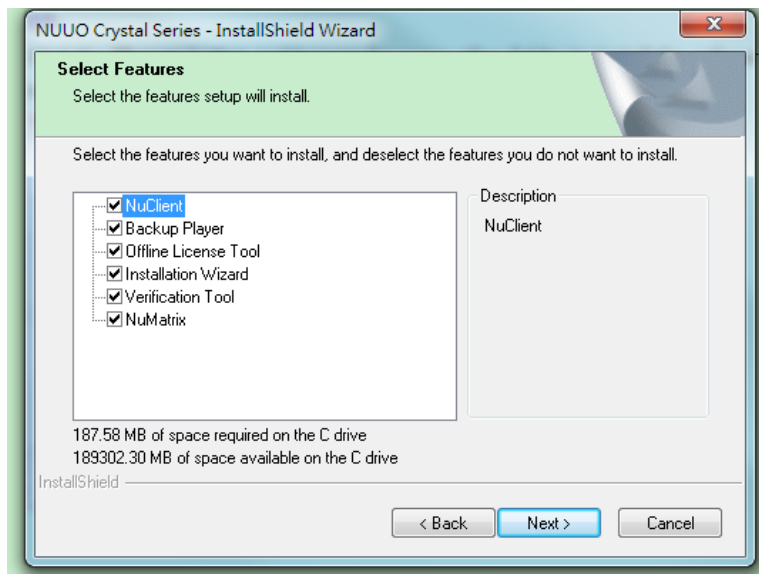 NUUO Crystal Series - InstallShield Wizard
Select Features
Select the features setup will install.
Select the features you want to install, and deselect the features you do not want to install.
NuClient
Backup Player
Offline License Tool
Installation Wizard
Verification Tool
NuMatrix
Description
NuClient
187.58 MB of space required on the C drive
189302.30 MB of space available on the C drive
InstallShield
< Back Next > Cancel